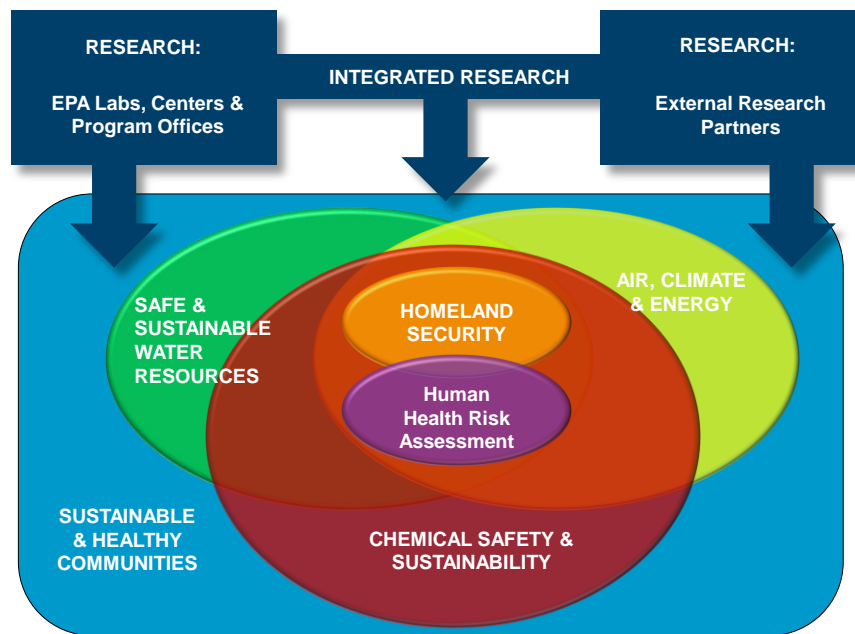 RESEARCH:
EPA Labs, Centers &
Program Offices
INTEGRATED RESEARCH
RESEARCH:
External Research
Partners
SAFE &
SUSTAINABLE
WATER
RESOURCES
HOMELAND
SECURITY
AIR, CLIMATE
& ENERGY
Human
Health Risk
Assessment
SUSTAINABLE
& HEALTHY
COMMUNITIES
CHEMICAL SAFETY &
SUSTAINABILITY